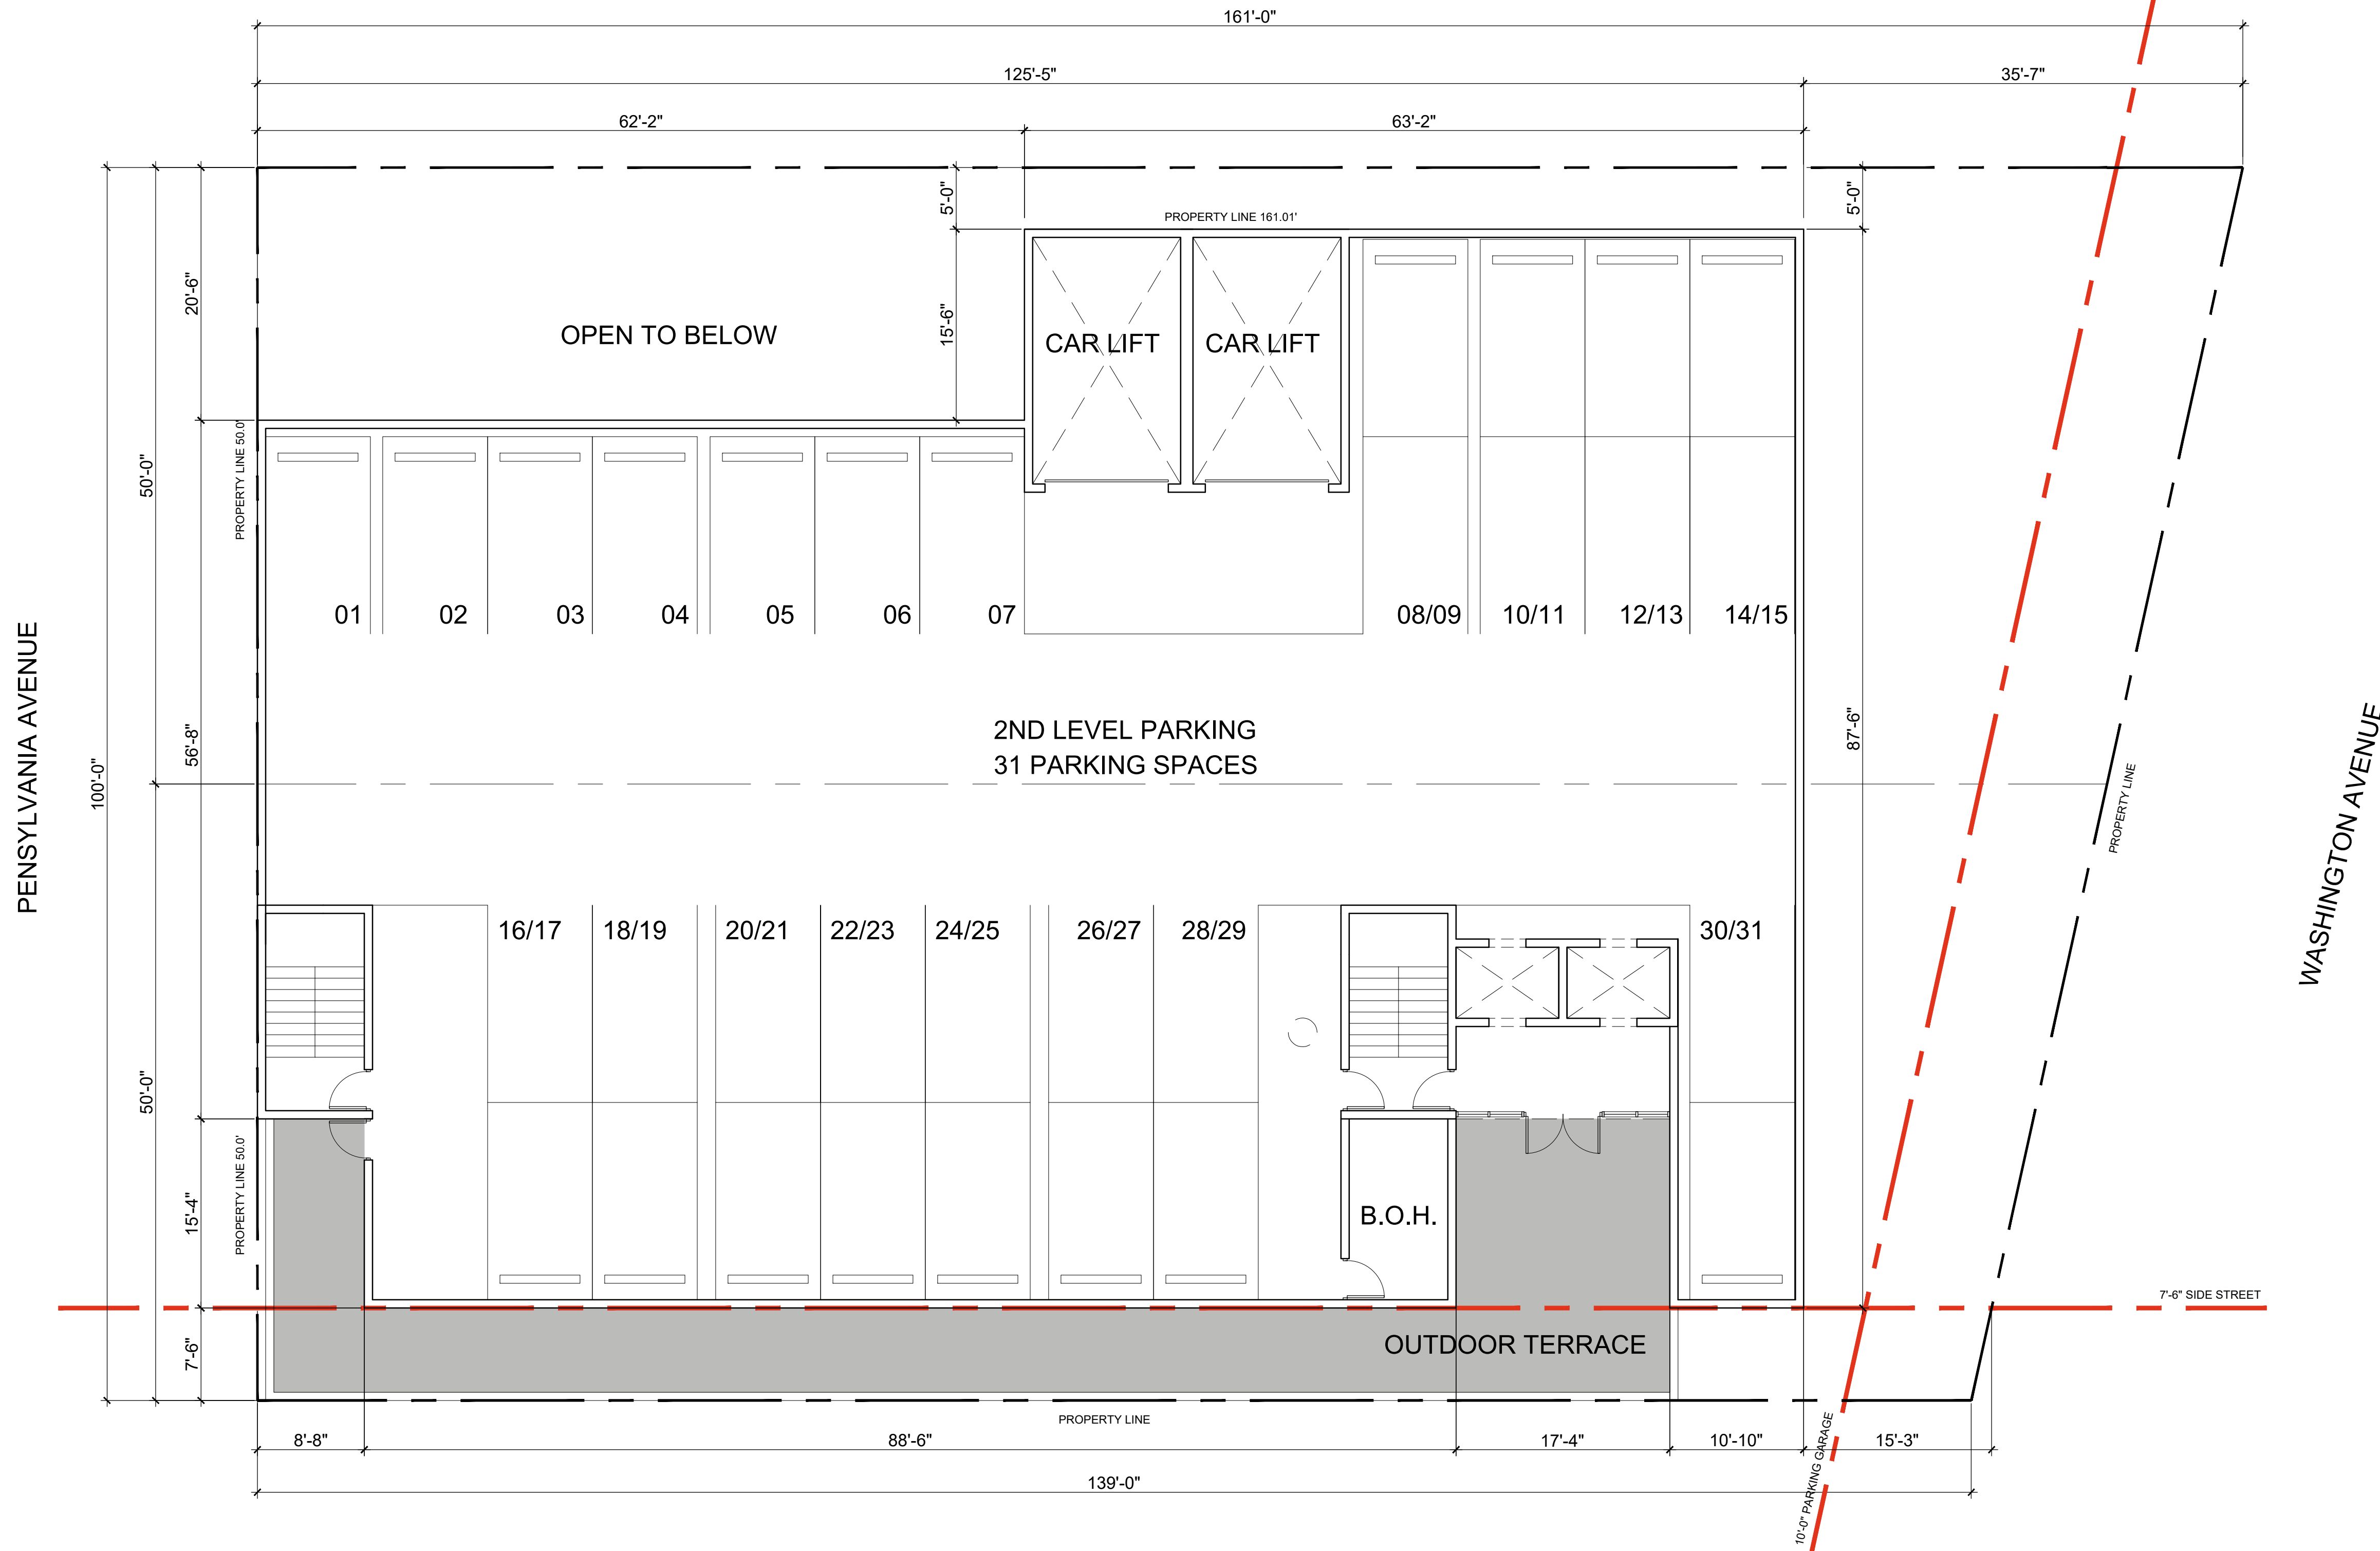 161'-0"
125'-5"
35'-7"
62'-2"
63'-2"
5'-0"
5'-0"
PROPERTY LINE 161.01'
20'-6"
15'-6"
OPEN TO BELOW
CAR LIFT
CAR LIFT
PROPERTY LINE 50.0'
50'-0"
01
02
03
04
05
06
07
08/09
10/11
12/13
14/15
PENSYLVANIA AVENUE
100'-0"
56'-8"
2ND LEVEL PARKING
31 PARKING SPACES
87'-6"
PROPERTY LINE
WASHINGTON AVENUE
16/17
18/19
20/21
22/23
24/25
26/27
28/29
30/31
50'-0"
PROPERTY LINE 50.0'
15'-4"
B.O.H.
7'-6" SIDE STREET
7'-6"
OUTDOOR TERRACE
PROPERTY LINE
10'-0" PARKING GARAGE
8'-8"
88'-6"
17'-4"
10'-10"
15'-3"
139'-0"